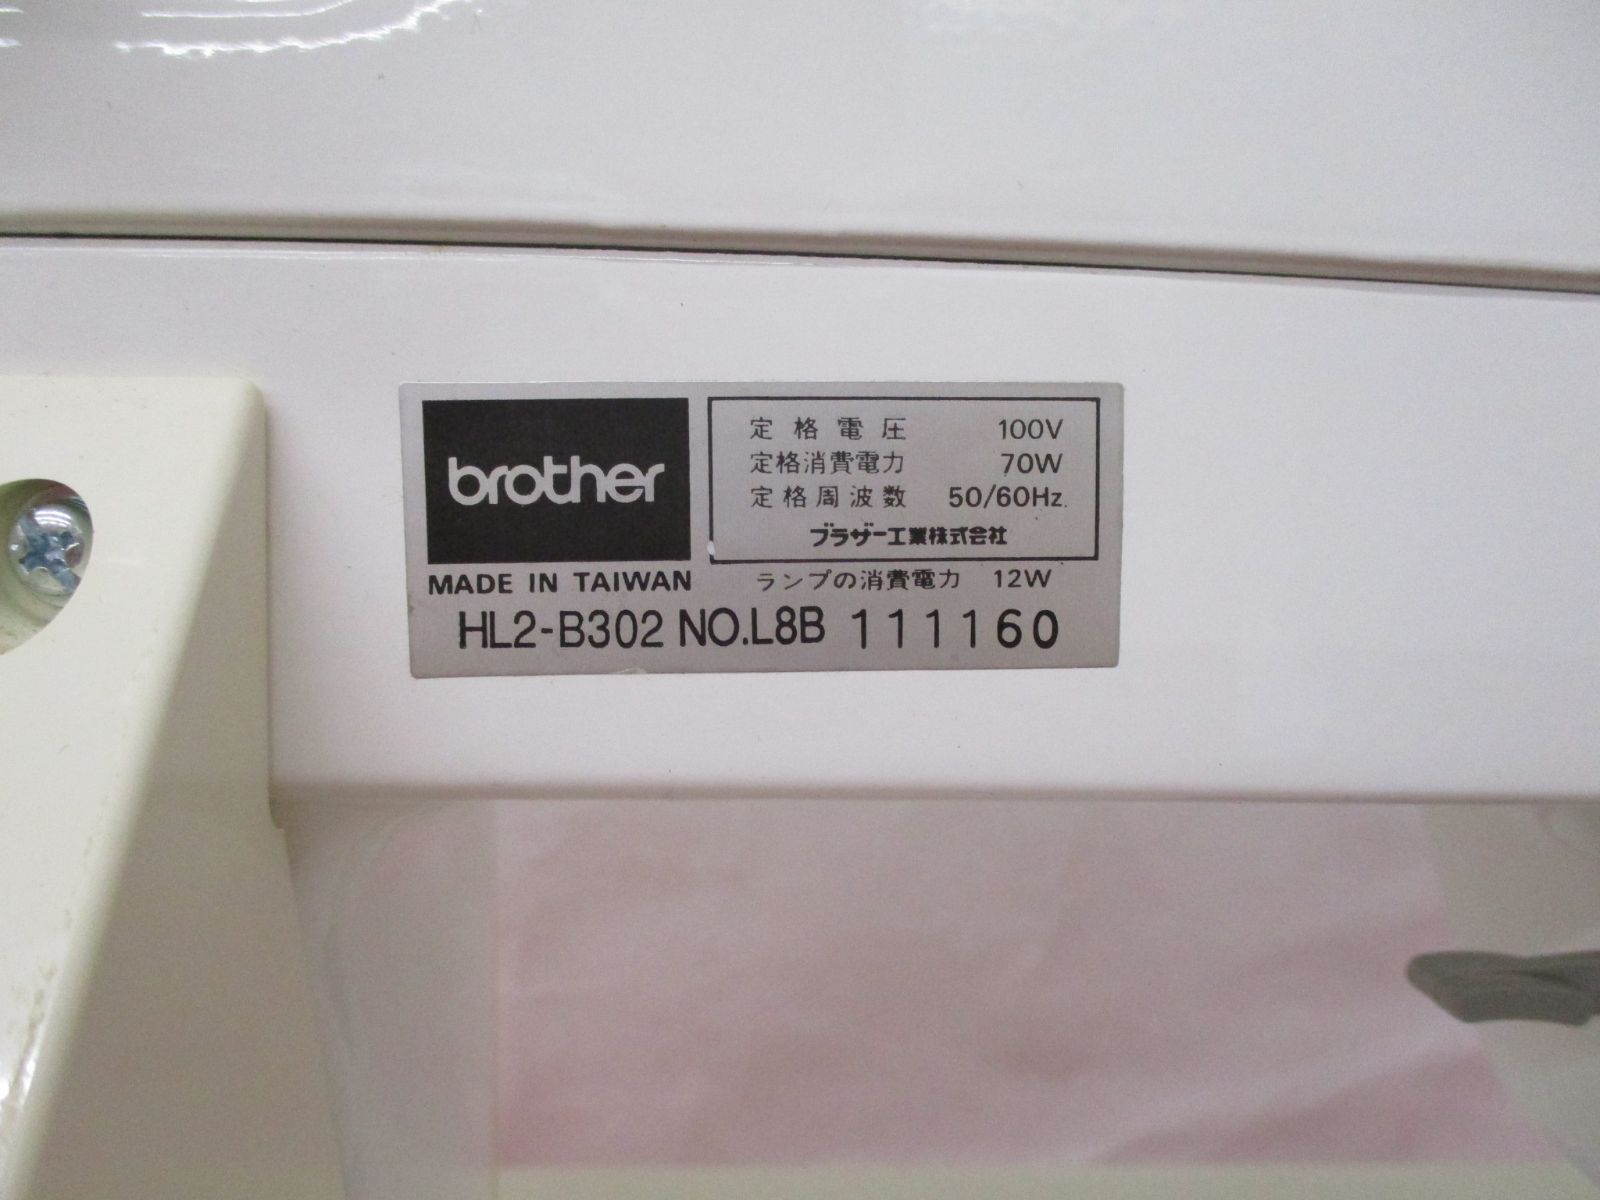 brother
MADE IN TAIWAN
定格電圧 100V
定格消費電力 70W
定格周波数 50/60Hz.
ブラザー工業株式会社
ランプの消費電力 12W
HL2-B302 NO.L8B 111160